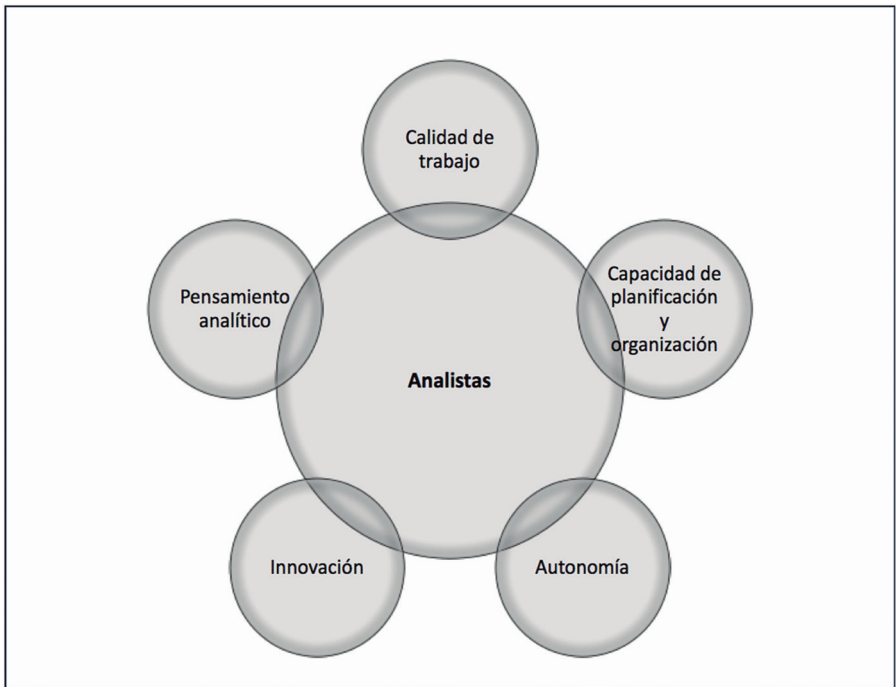 Calidad de
trabajo
Capacidad de
planificación
y
organización
Pensamiento
analítico
Analistas
Innovación
Autonomía